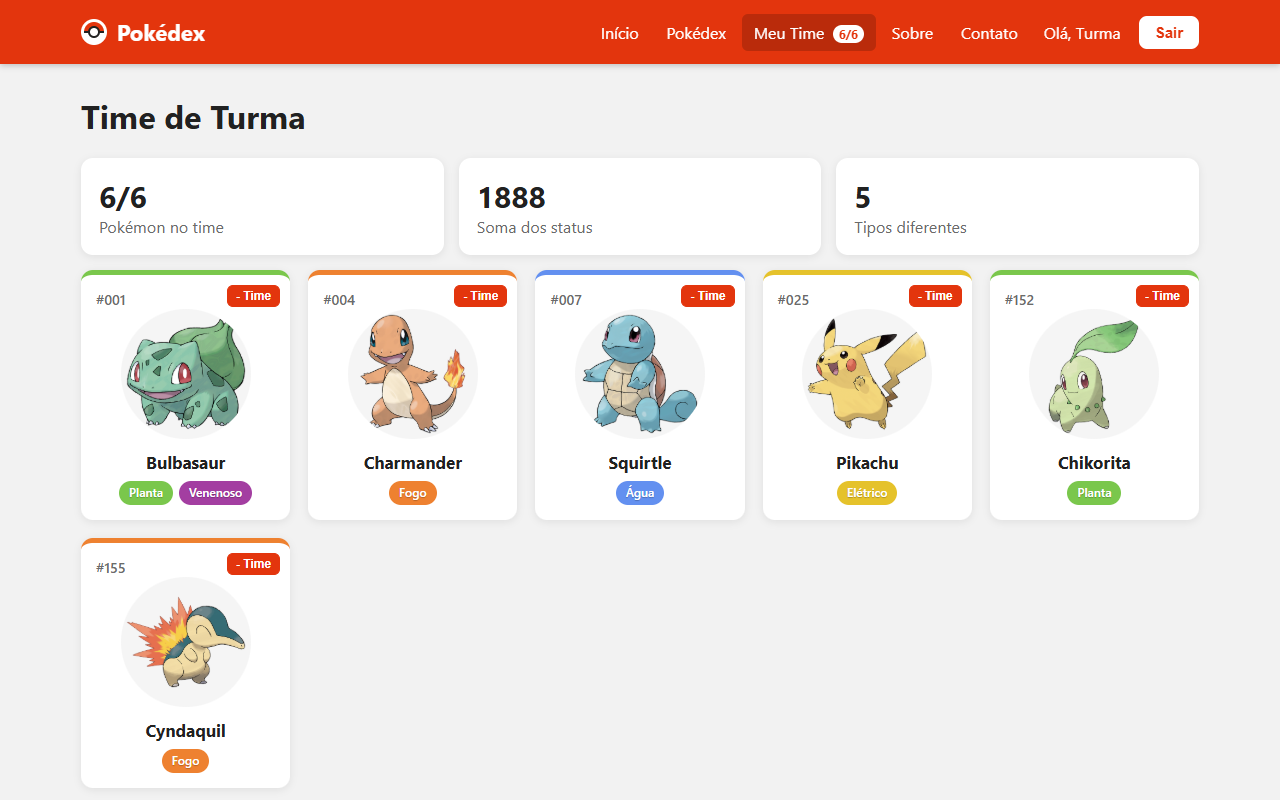 Pokédex
Início Pokédex Meu Time 6/6 Sobre Contato Olá, Turma Sair
Time de Turma
6/6
Pokémon no time
1888
Soma dos status
5
Tipos diferentes
#001 - Time
Bulbasaur
Planta Venenoso
#004 - Time
Charmander
Fogo
#007 - Time
Squirtle
Água
#025 - Time
Pikachu
Elétrico
#152 - Time
Chikorita
Planta
#155 - Time
Cyndaquil
Fogo